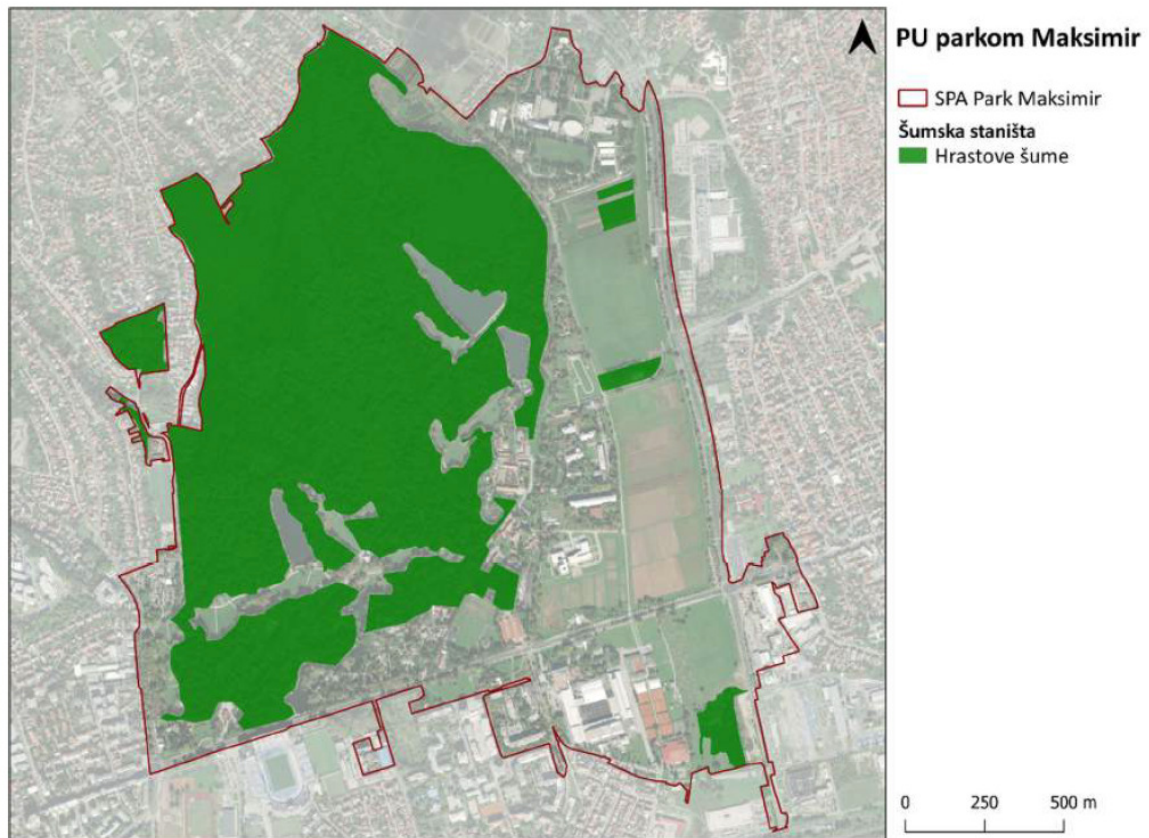 PU parkom Maksimir
SPA Park Maksimir
Šumska staništa
Hrastove šume
0 250 500 m